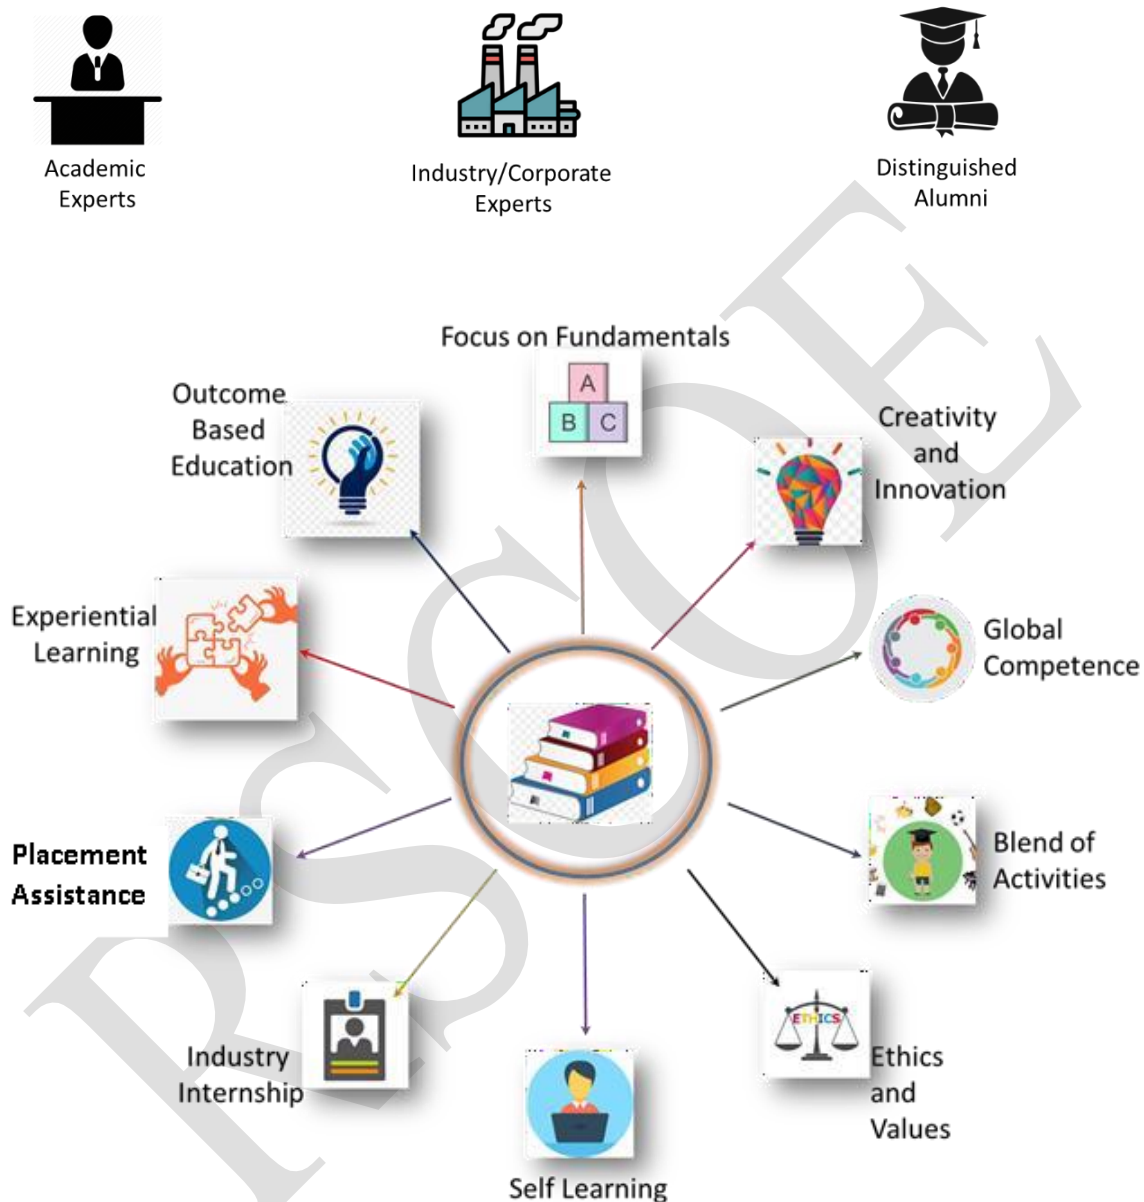 Academic
Experts
Industry/Corporate
Experts
Distinguished
Alumni
Focus on Fundamentals
A
B C
Outcome
Based
Education
Creativity
and
Innovation
Experiential
Learning
Global
Competence
Placement
Assistance
Blend of
Activities
Industry
Internship
ETHICS
Ethics
and
Values
Self Learning
RSCOE